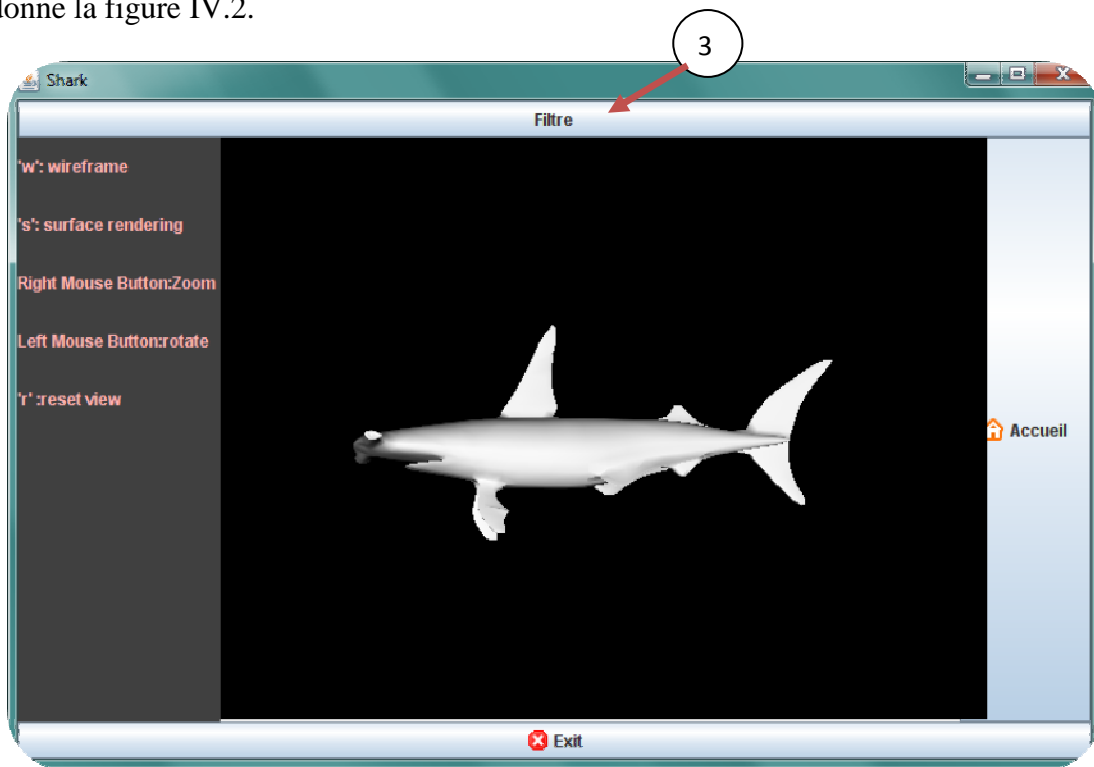 donne la figure IV.2.
3
Shark
Filtre
'w': wireframe
's': surface rendering
Right Mouse Button:Zoom
Left Mouse Button:rotate
'r' :reset view
Accueil
Exit